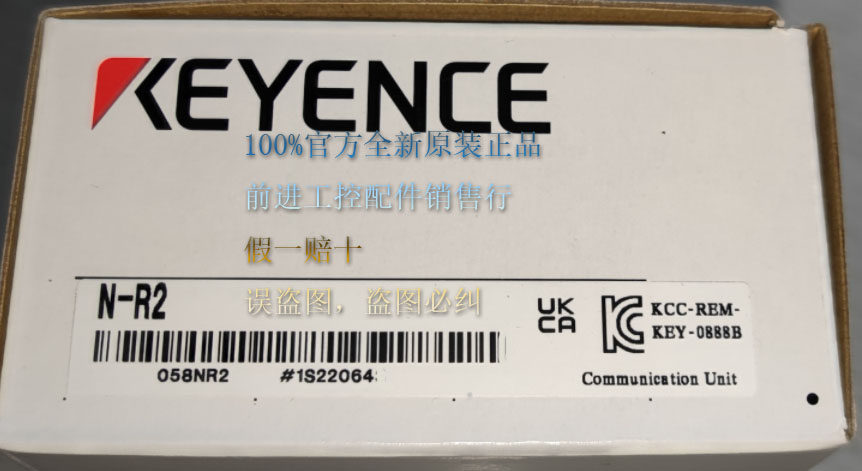 KEYENCE
100%官方全新原装正品
前进工控配件销售行
假一赔十
误盗图，盗图必纠
N-R2
058NR2 #1S22064
UK
CA
KCC-REM-
KEY-0888B
Communication Unit